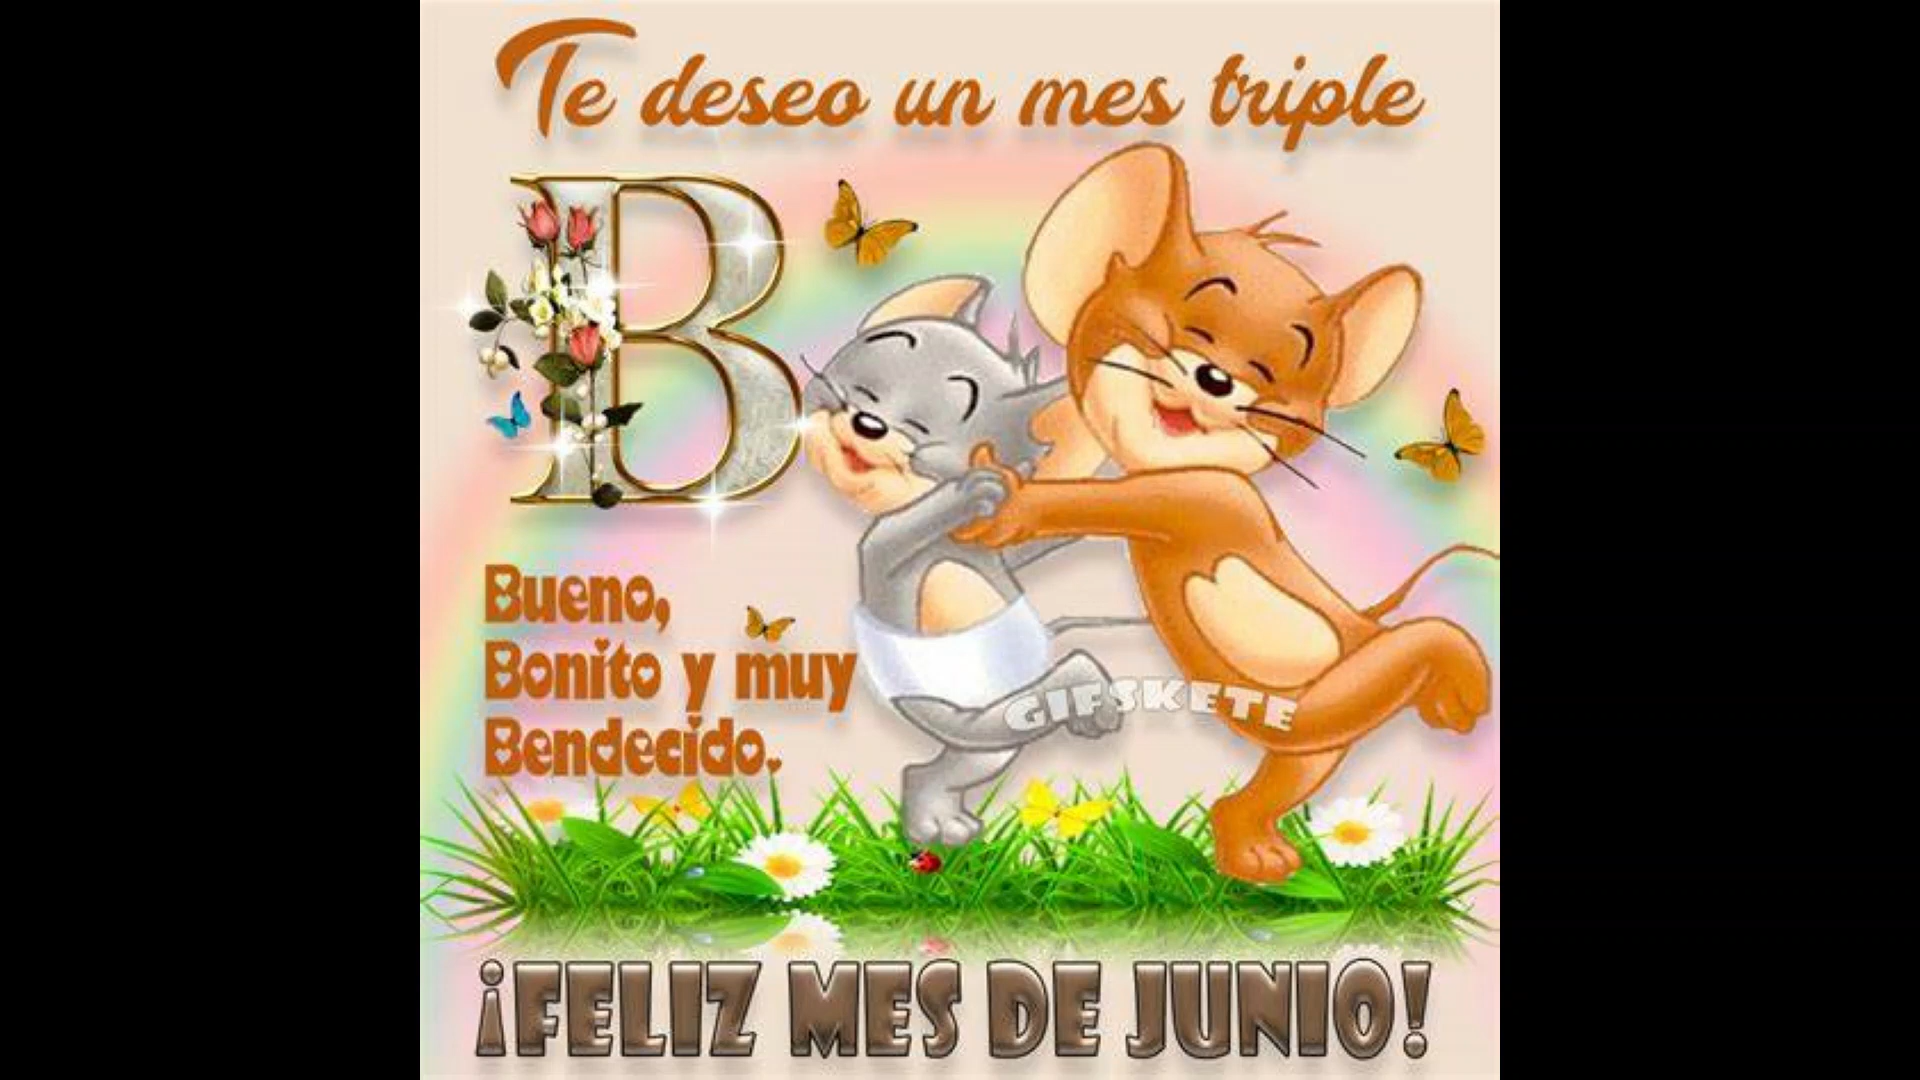 Te deseo un mes triple
B
Bueno,
Bonito y muy
Bendecido.
GIFSKETE
¡FELIZ MES DE JUNIO!